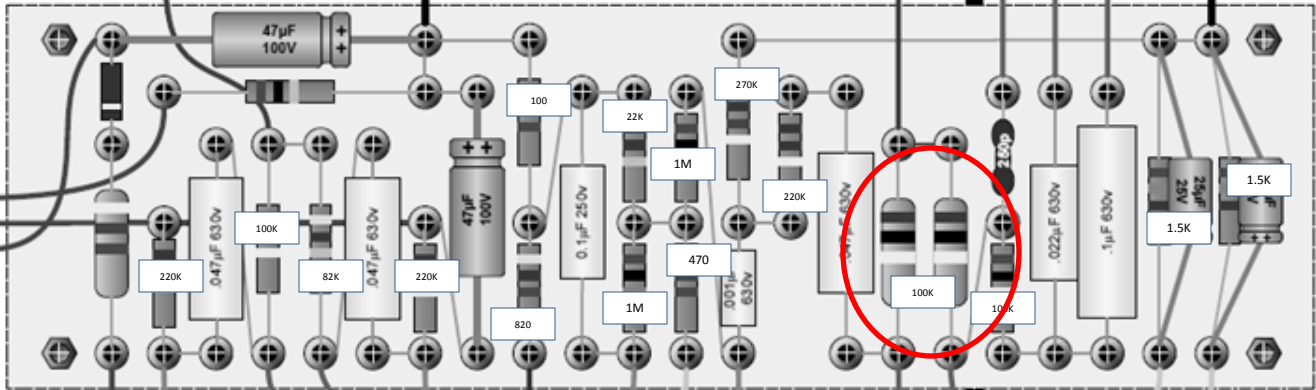 47µF
100V
100
270K
22K
1M
220K
250p
47µF
100V
.047µF 630v
.047µF 630v
0.1µF 250v
.022µF 630v
.1µF 630v
25µF
25V
1.5K
1.5K
100K
220K
82K
220K
470
.001µ
630v
100K
1M
820